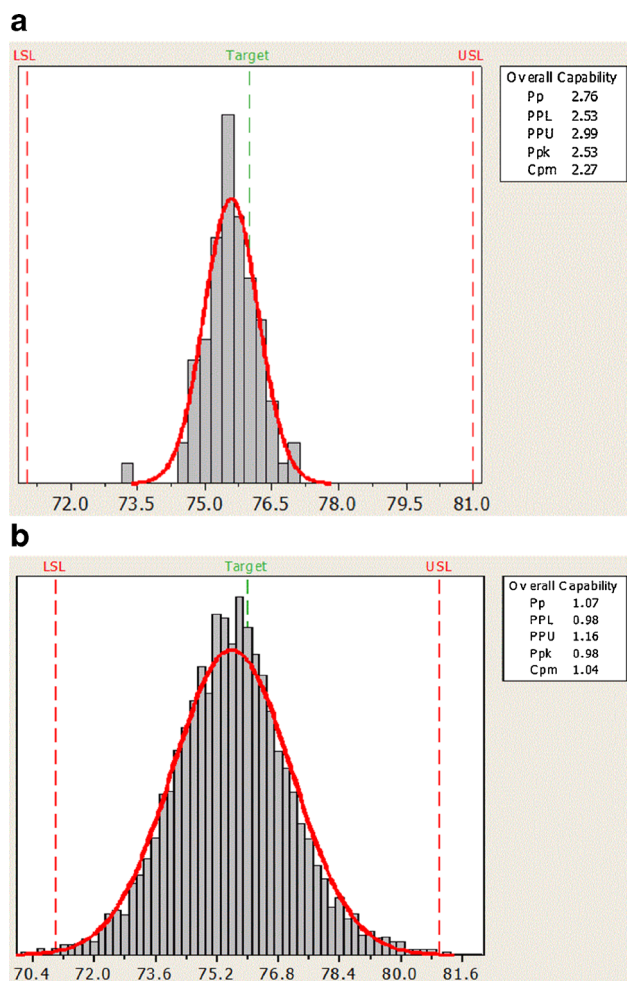 a
LSL Target USL
Overall Capability
Pp 2.76
PPL 2.53
PPU 2.99
Ppk 2.53
Cpm 2.27
72.0 73.5 75.0 76.5 78.0 79.5 81.0
b
LSL Target USL
Overall Capability
Pp 1.07
PPL 0.98
PPU 1.16
Ppk 0.98
Cpm 1.04
70.4 72.0 73.6 75.2 76.8 78.4 80.0 81.6